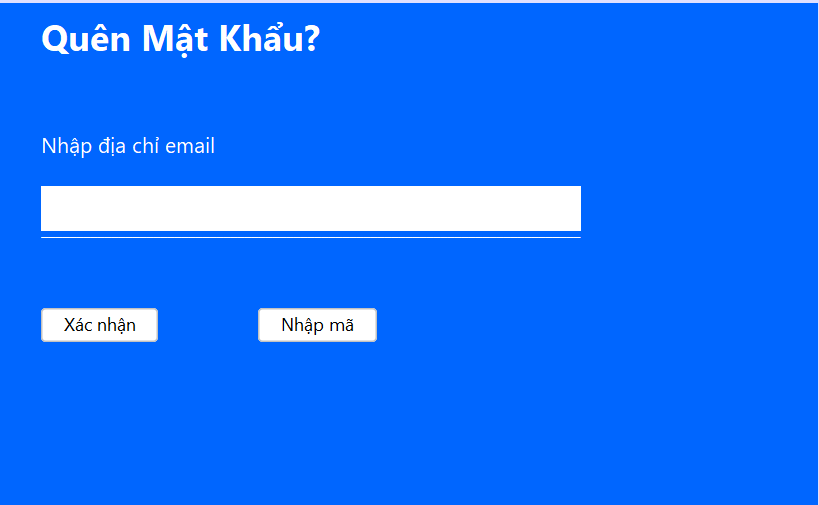 Quên Mật Khẩu?
Nhập địa chỉ email
Xác nhận
Nhập mã